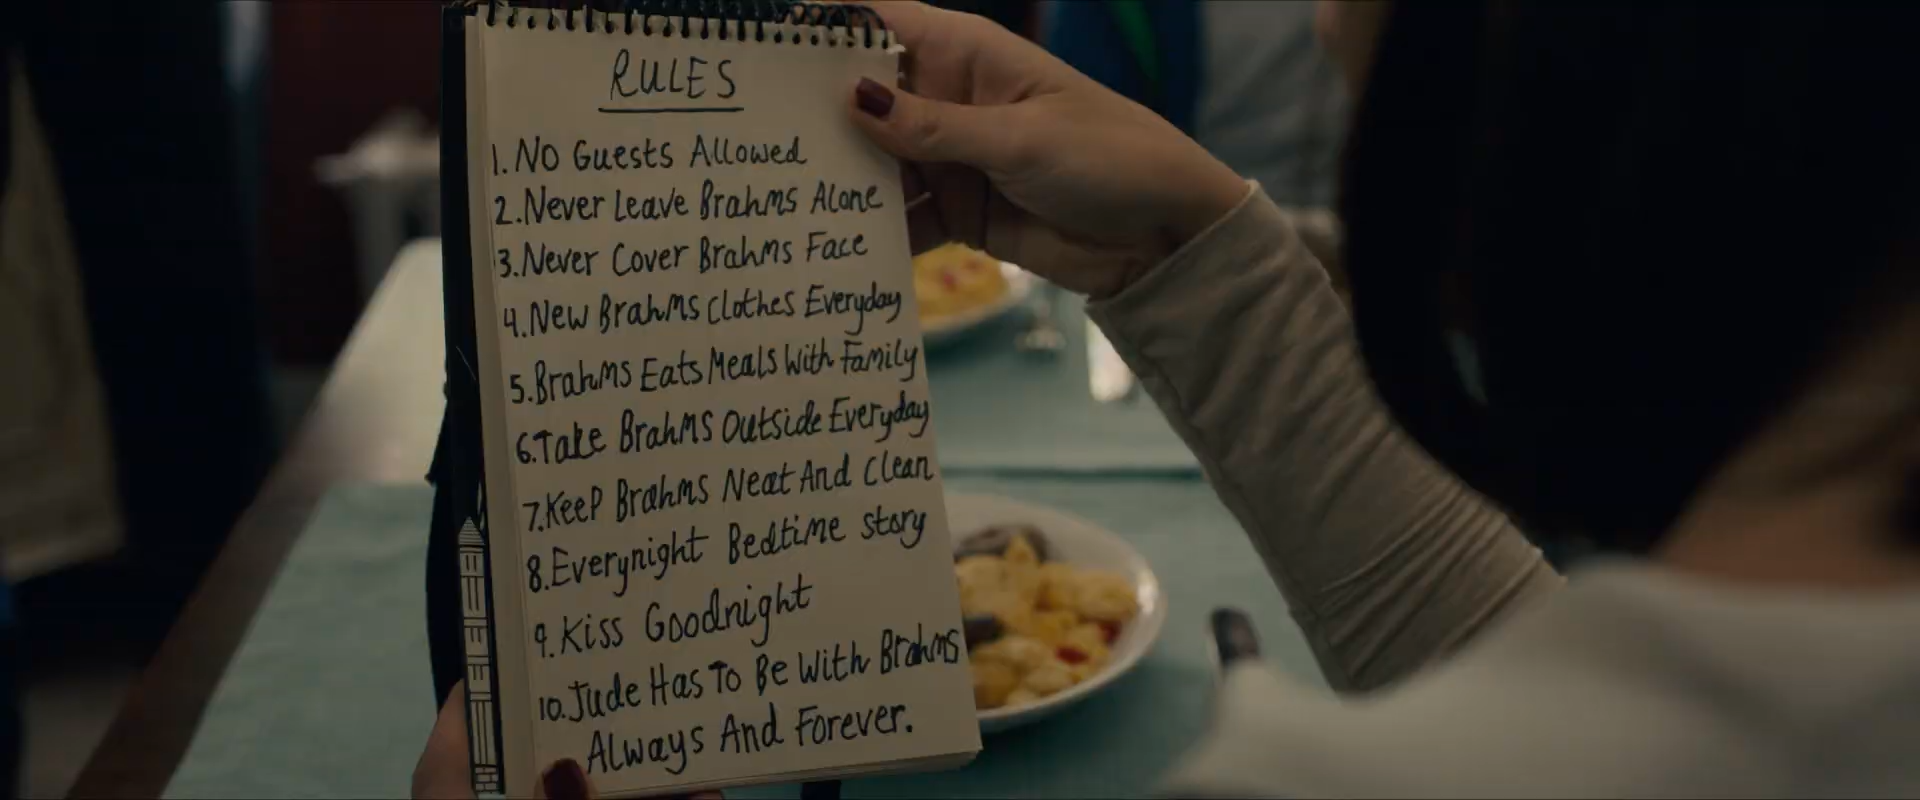 RULES
1. No Guests Allowed
2. Never Leave Brahms Alone
3. Never Cover Brahms Face
4. New Brahms Clothes Everyday
5. Brahms Eats Meals With Family
6. Take Brahms Outside Everyday
7. Keep Brahms Neat And Clean
8. Everynight Bedtime story
9. Kiss Goodnight
10. Jude Has To Be With Brahms
Always And Forever.